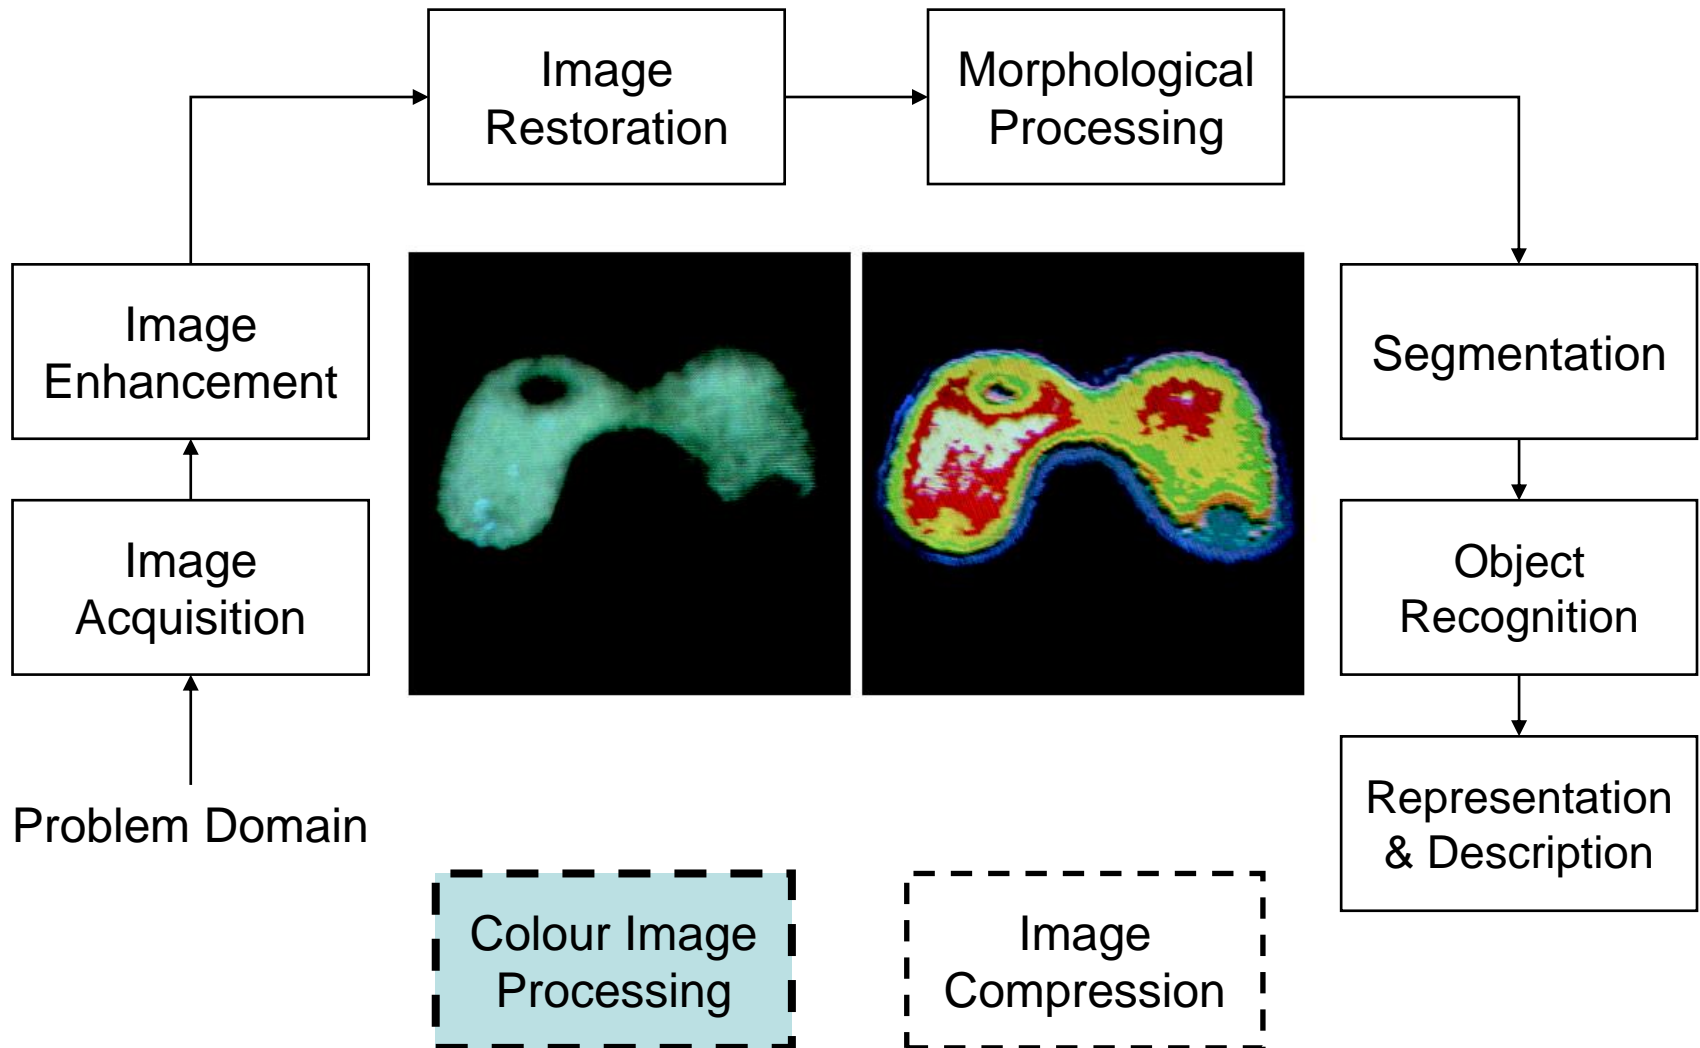 Image
Restoration
Morphological
Processing
Image
Enhancement
Segmentation
Image
Acquisition
Object
Recognition
Problem Domain
Representation
& Description
Colour Image
Processing
Image
Compression